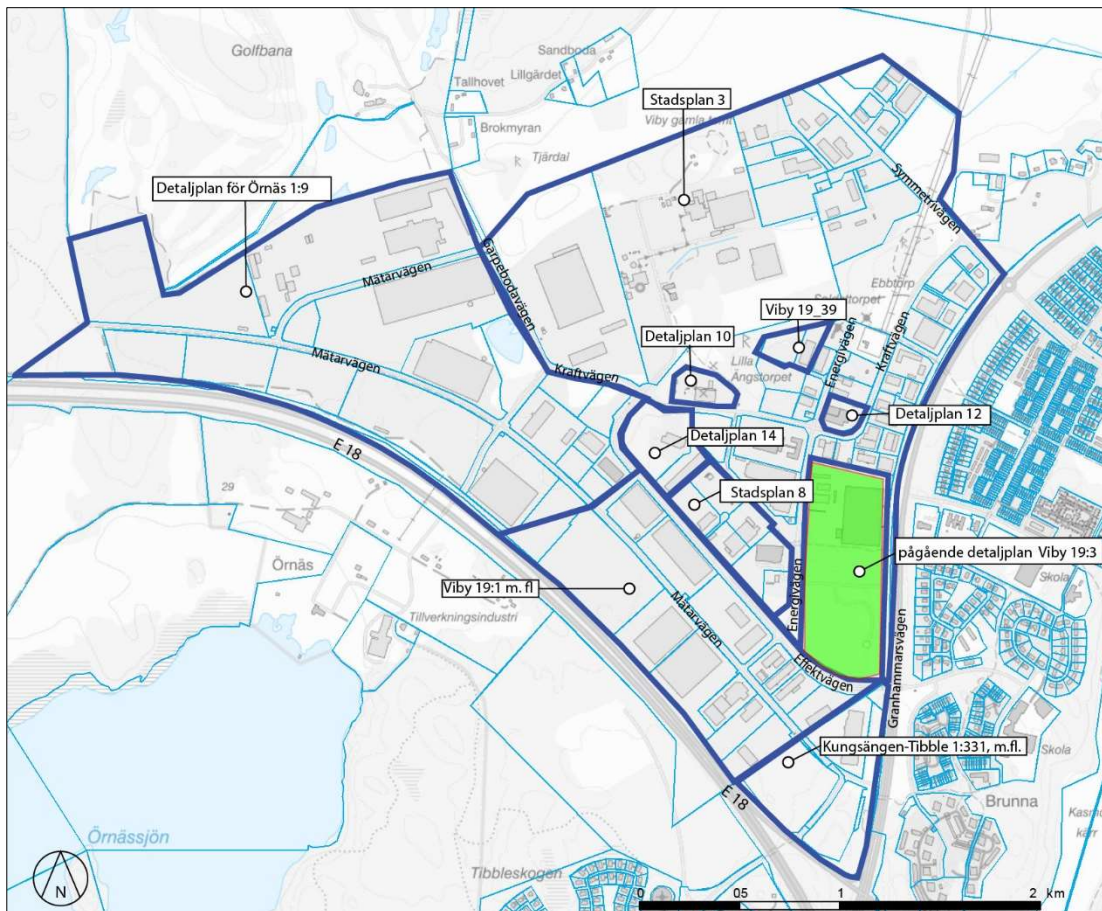 Golfbana
Sandboda
Tallhovet
Lillgärdet
Stadsplan 3
Viby gamla tomt
Brokmyran
Tjärdal
Detaljplan för Örnäs 1:9
Symmetrivägen
Garpebodavägen
Mätarvägen
Ebbtorp
Viby 19_39
Energivägen
Kraftvägen
Detaljplan 10
Lilla
Ängstorpet
Mätarvägen
Kraftvägen
Detaljplan 12
Detaljplan 14
E 18
29
Stadsplan 8
pågående detaljplan Viby 19:3
Örnäs
Skola
Viby 19:1 m. fl
Energivägen
Tillverkningsindustri
Mätarvägen
Effektvägen
Granhammarsvägen
Kungsängen-Tibble 1:331, m.fl.
Skola
E 18
Brunna
Örnässjön
kärr
N
Tibbleskogen
0 05 1 2 km